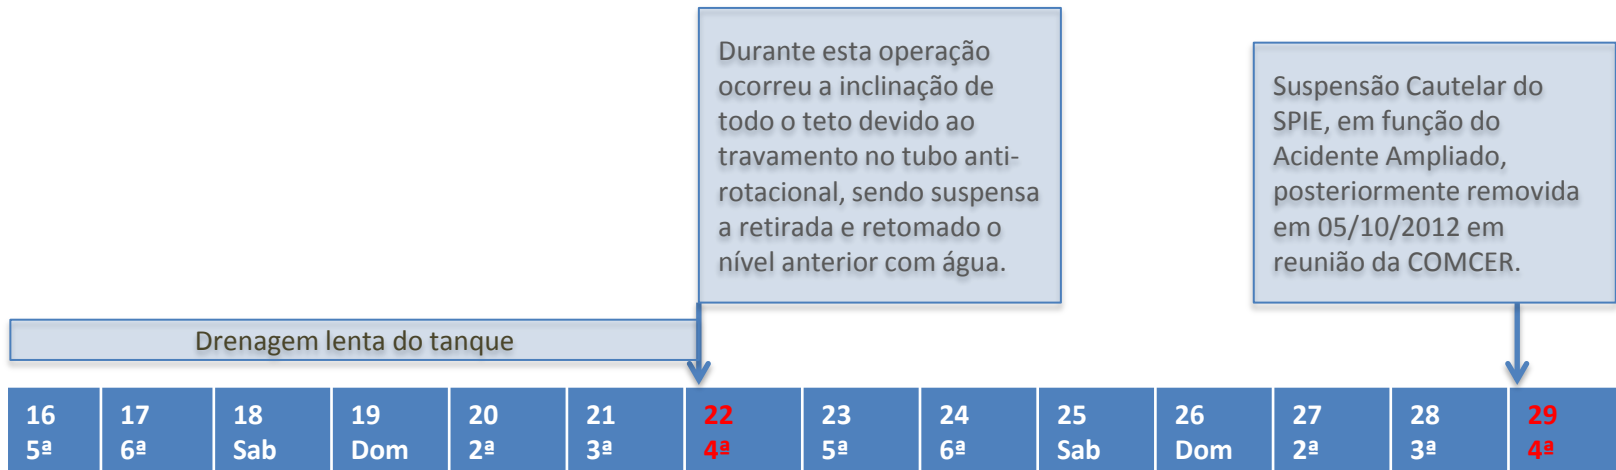 Durante esta operação
ocorreu a inclinação de
todo o teto devido ao
travamento no tubo anti-
rotacional, sendo suspensa
a retirada e retomado o
nível anterior com água.
Suspensão Cautelar do
SPIE, em função do
Acidente Ampliado,
posteriormente removida
em 05/10/2012 em
reunião da COMCER.
Drenagem lenta do tanque
16 17 18 19 20 21 22 23 24 25 26 27 28 29
5ª 6ª Sab Dom 2ª 3ª 4ª 5ª 6ª Sab Dom 2ª 3ª 4ª